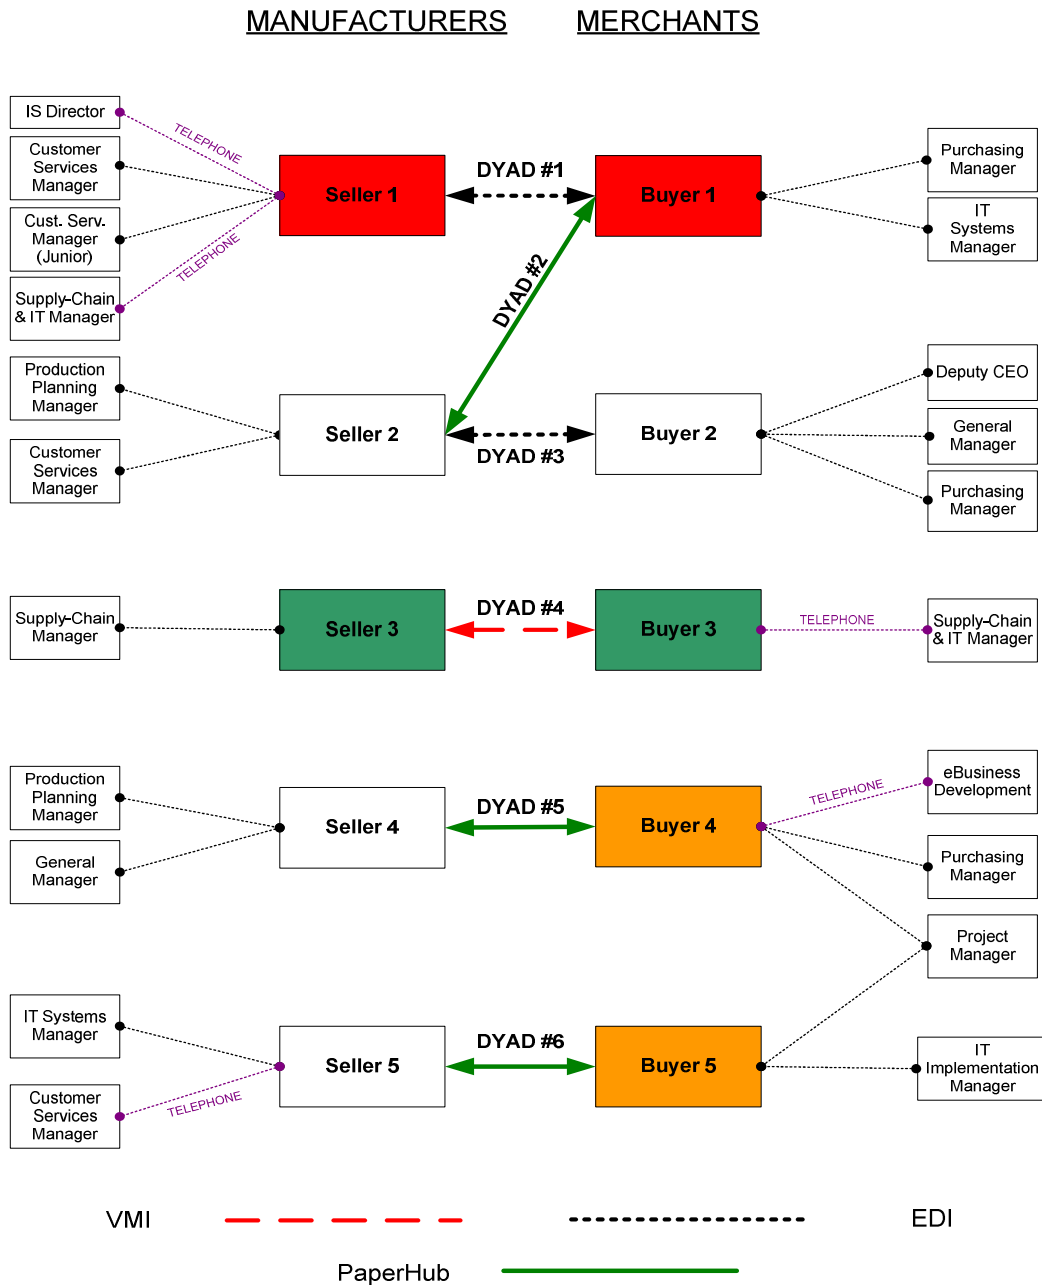 MANUFACTURERS
MERCHANTS
IS Director
TELEPHONE
Customer
Services
Manager
Cust. Serv.
Manager
(Junior)
TELEPHONE
Supply-Chain
& IT Manager
Seller 1
DYAD #1
Buyer 1
Purchasing
Manager
IT
Systems
Manager
DYAD #2
Production
Planning
Manager
Customer
Services
Manager
Seller 2
DYAD #3
Buyer 2
Deputy CEO
General
Manager
Purchasing
Manager
Supply-Chain
Manager
Seller 3
DYAD #4
Buyer 3
TELEPHONE
Supply-Chain
& IT Manager
Production
Planning
Manager
General
Manager
Seller 4
DYAD #5
Buyer 4
TELEPHONE
eBusiness
Development
Purchasing
Manager
Project
Manager
IT Systems
Manager
Customer
Services
Manager
TELEPHONE
Seller 5
DYAD #6
Buyer 5
IT
Implementation
Manager
VMI
EDI
PaperHub